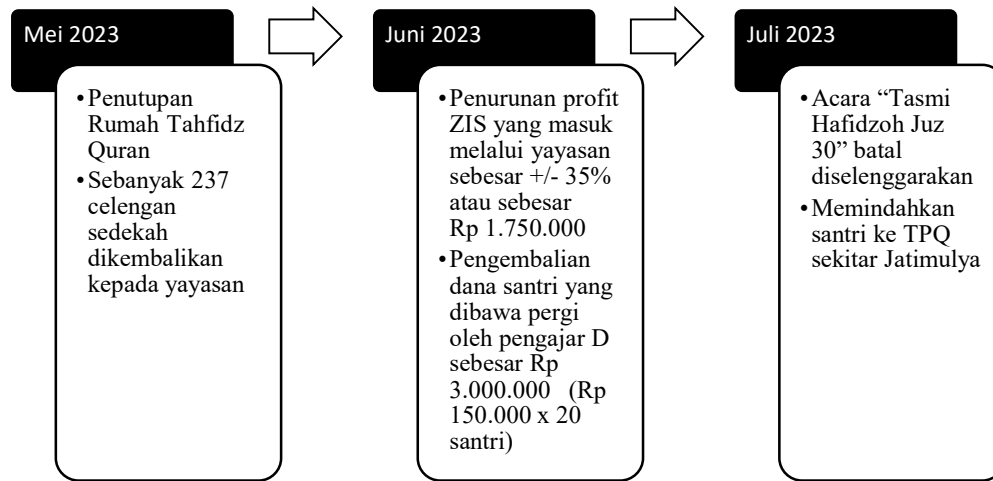 Mei 2023
•Penutupan
Rumah Tahfidz
Quran
•Sebanyak 237
celengan
sedekah
dikembalikan
kepada yayasan
Juni 2023
•Penurunan profit
ZIS yang masuk
melalui yayasan
sebesar +/- 35%
atau sebesar
Rp 1.750.000
•Pengembalian
dana santri yang
dibawa pergi
oleh pengajar D
sebesar Rp
3.000.000 (Rp
150.000 x 20
santri)
Juli 2023
•Acara “Tasmi
Hafidzoh Juz
30” batal
diselenggarakan
•Memindahkan
santri ke TPQ
sekitar Jatimulya